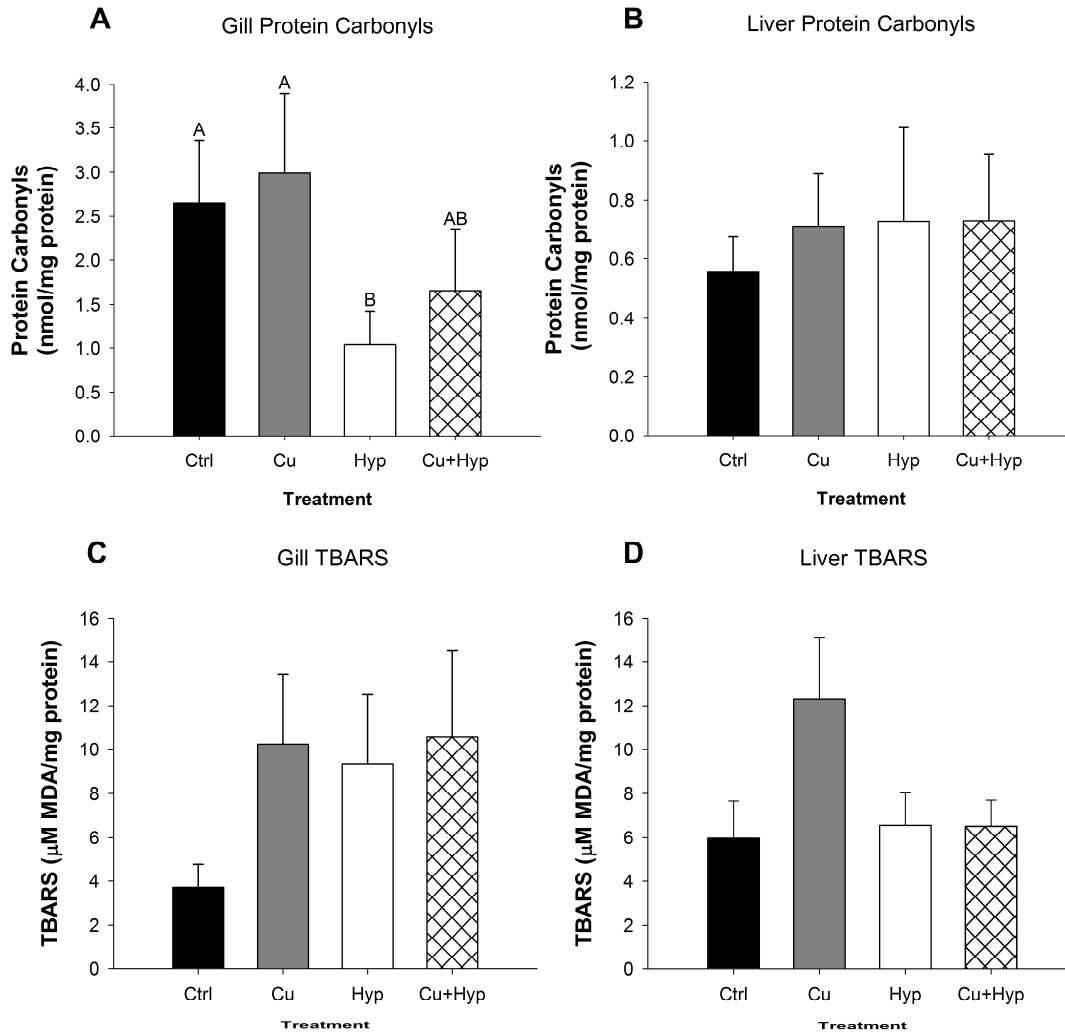 A
Gill Protein Carbonyls
Protein Carbonyls
(nmol/mg protein)
4.0
3.5
3.0
2.5
2.0
1.5
1.0
0.5
0.0
A
A
B
AB
Ctrl
Cu
Hyp
Cu+Hyp
Treatment
B
Liver Protein Carbonyls
Protein Carbonyls
(nmol/mg protein)
1.2
1.0
0.8
0.6
0.4
0.2
0.0
Ctrl
Cu
Hyp
Cu+Hyp
Treatment
C
Gill TBARS
TBARS (μM MDA/mg protein)
16
14
12
10
8
6
4
2
0
Ctrl
Cu
Hyp
Cu+Hyp
Treatment
D
Liver TBARS
TBARS (μM MDA/mg protein)
16
14
12
10
8
6
4
2
0
Ctrl
Cu
Hyp
Cu+Hyp
Treatment